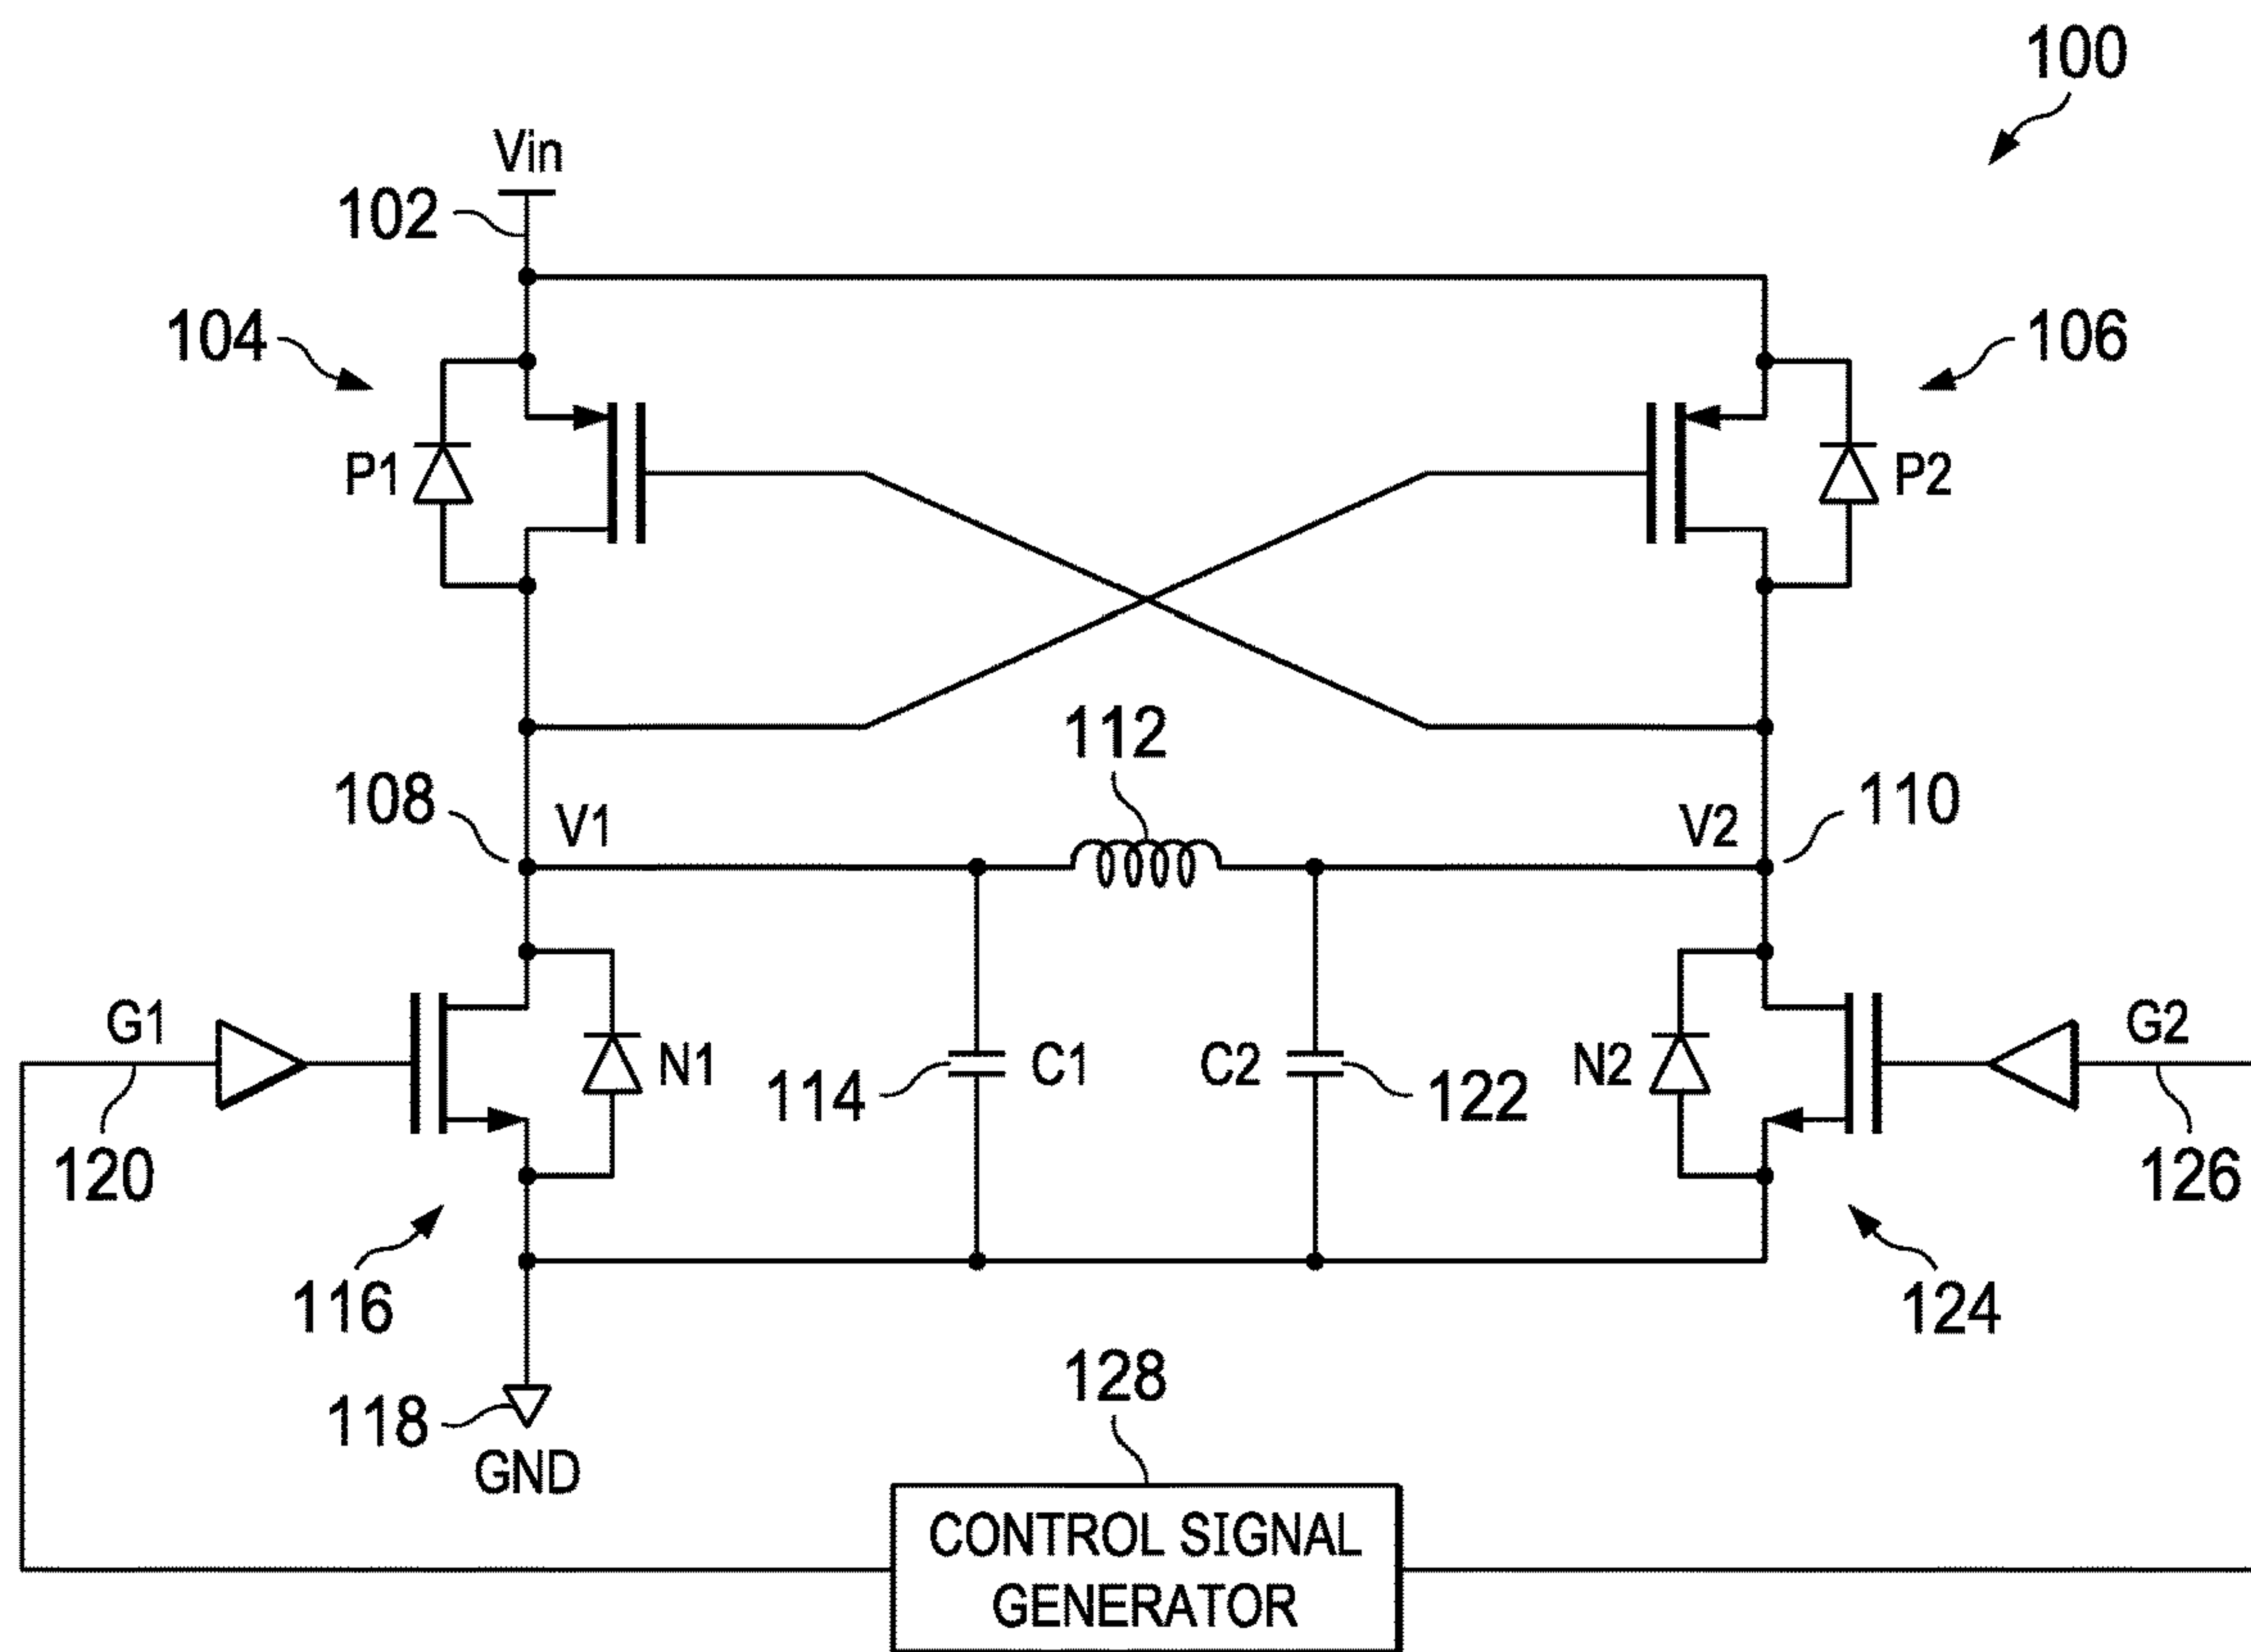 100
Vin
102
104
106
P1
P2
112
108
V1
V2
110
G1
N1
114
C1
C2
122
N2
G2
120
126
116
124
118
GND
128
CONTROL SIGNAL
GENERATOR